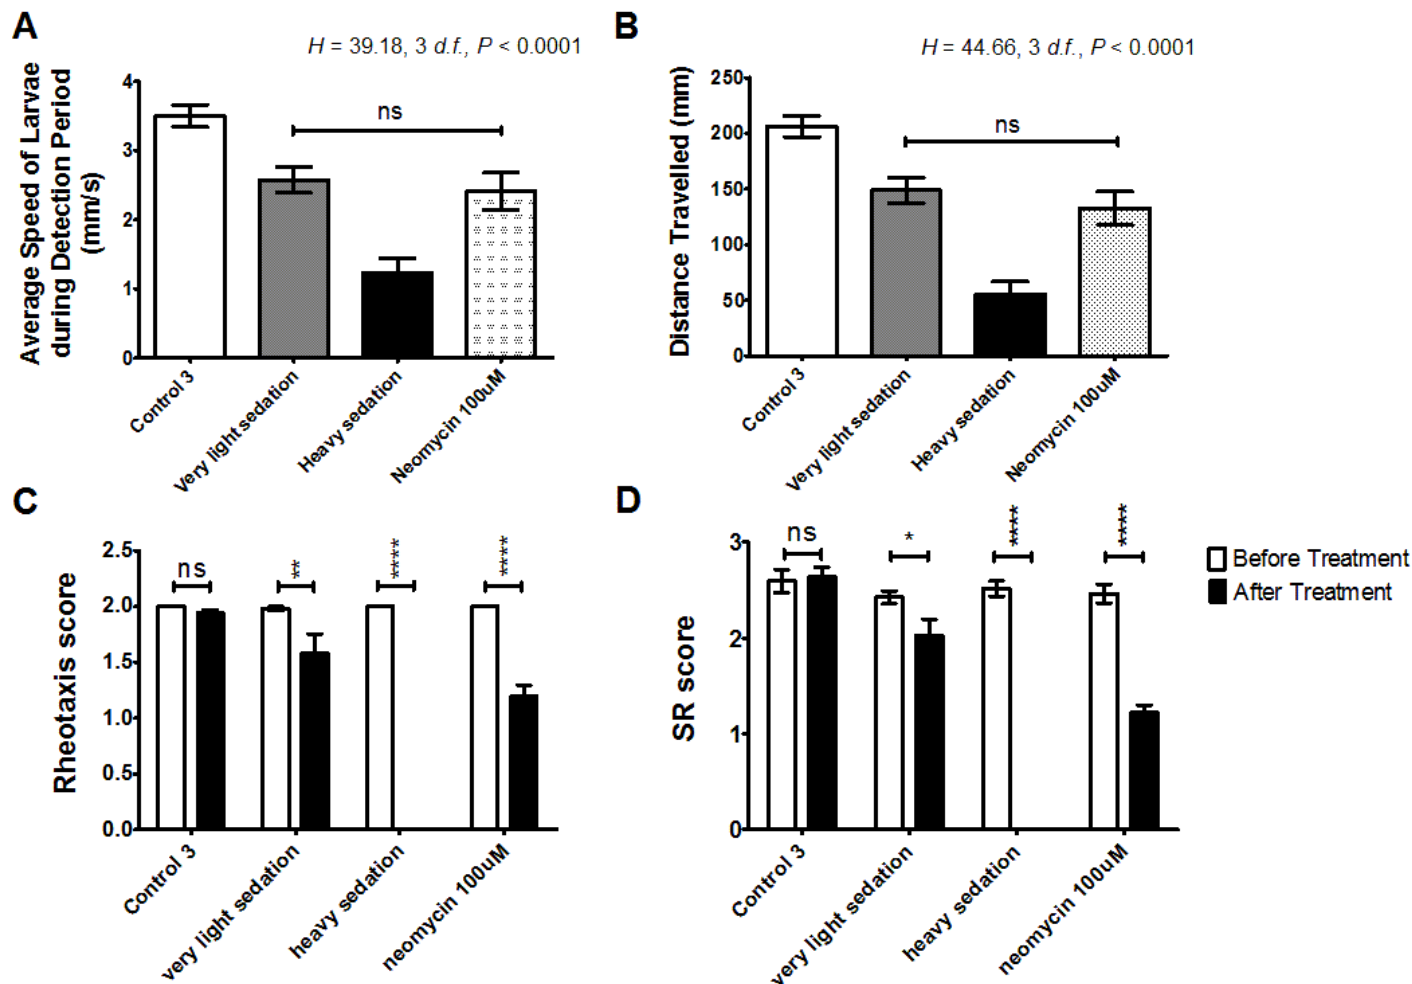 A
H = 39.18, 3 d.f., P < 0.0001
Average Speed of Larvae
during Detection Period
(mm/s)
4
3
2
1
0
ns
Control 3
Very light sedation
Heavy sedation
Neomycin 100uM
B
H = 44.66, 3 d.f., P < 0.0001
Distance Travelled (mm)
250
200
150
100
50
0
ns
Control 3
Very light sedation
Heavy sedation
Neomycin 100uM
C
Rheotaxis score
2.5
2.0
1.5
1.0
0.5
0.0
ns
**
****
****
Control 3
very light sedation
heavy sedation
neomycin 100uM
D
SR score
3
2
1
0
ns
*
****
****
Control 3
very light sedation
heavy sedation
neomycin 100uM
Before Treatment
After Treatment